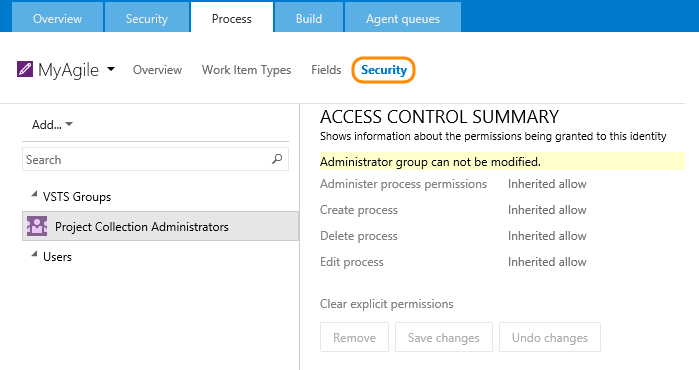 Overview Security Process Build Agent queues
MyAgile Overview Work Item Types Fields Security
Add...
Search
VSTS Groups
Project Collection Administrators
Users
ACCESS CONTROL SUMMARY
Shows information about the permissions being granted to this identity
Administrator group can not be modified.
Administer process permissions Inherited allow
Create process Inherited allow
Delete process Inherited allow
Edit process Inherited allow
Clear explicit permissions
Remove Save changes Undo changes